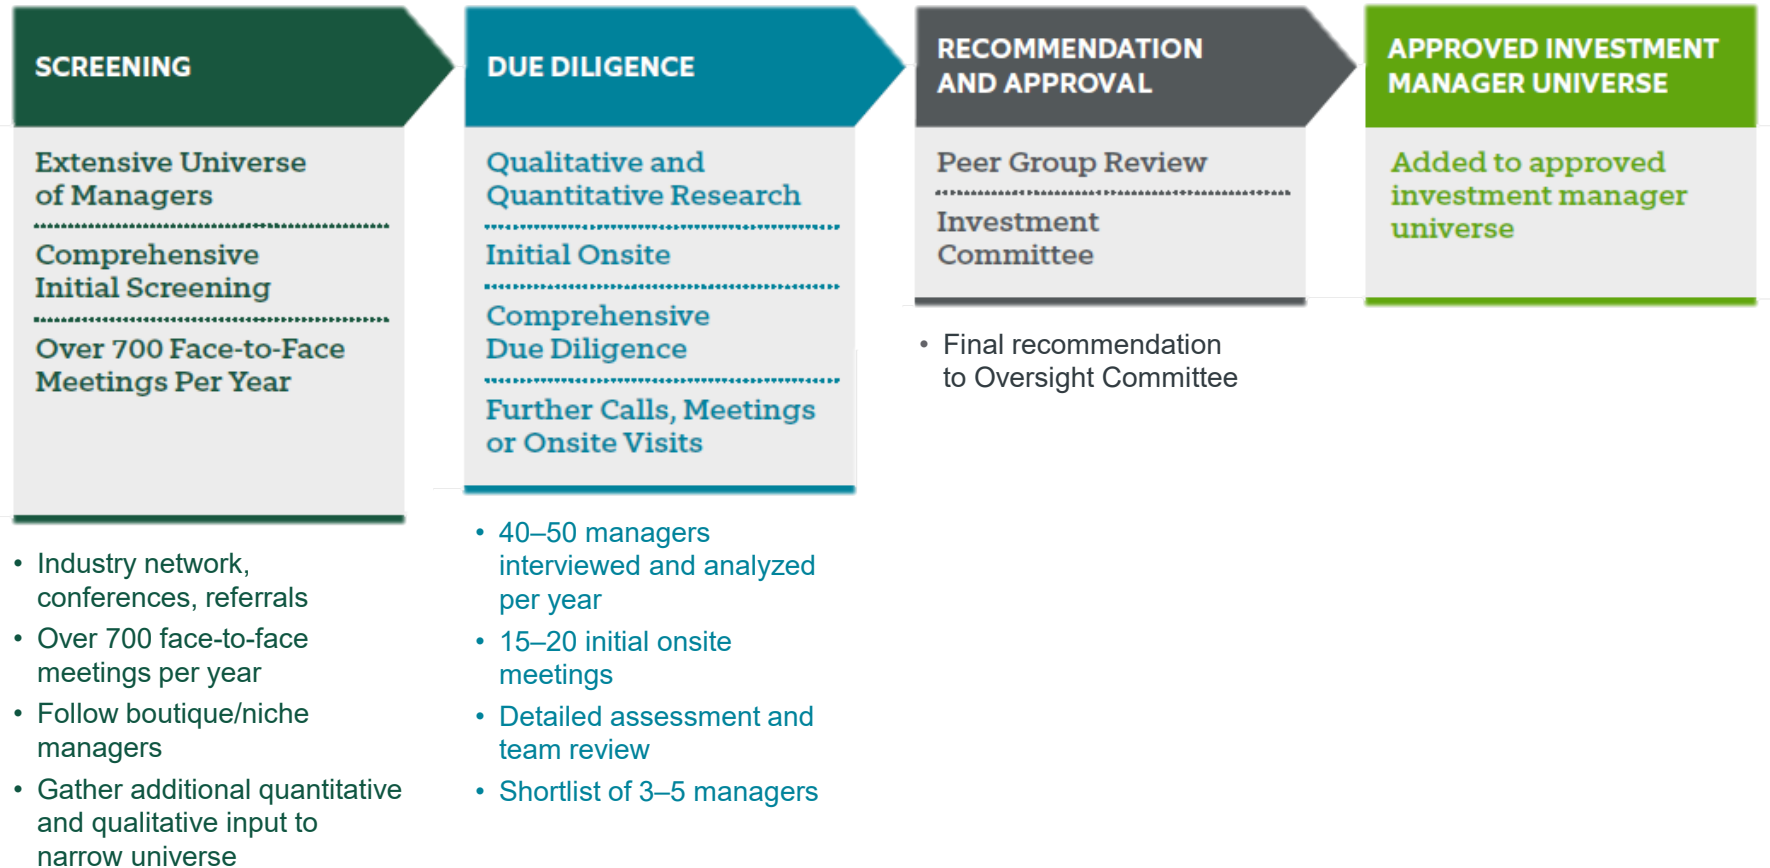 SCREENING
Extensive Universe
of Managers
Comprehensive
Initial Screening
Over 700 Face-to-Face
Meetings Per Year
• Industry network,
conferences, referrals
• Over 700 face-to-face
meetings per year
• Follow boutique/niche
managers
• Gather additional quantitative
and qualitative input to
narrow universe
DUE DILIGENCE
Qualitative and
Quantitative Research
Initial Onsite
Comprehensive
Due Diligence
Further Calls, Meetings
or Onsite Visits
• 40–50 managers
interviewed and analyzed
per year
• 15–20 initial onsite
meetings
• Detailed assessment and
team review
• Shortlist of 3–5 managers
RECOMMENDATION
AND APPROVAL
Peer Group Review
Investment
Committee
• Final recommendation
to Oversight Committee
APPROVED INVESTMENT
MANAGER UNIVERSE
Added to approved
investment manager
universe